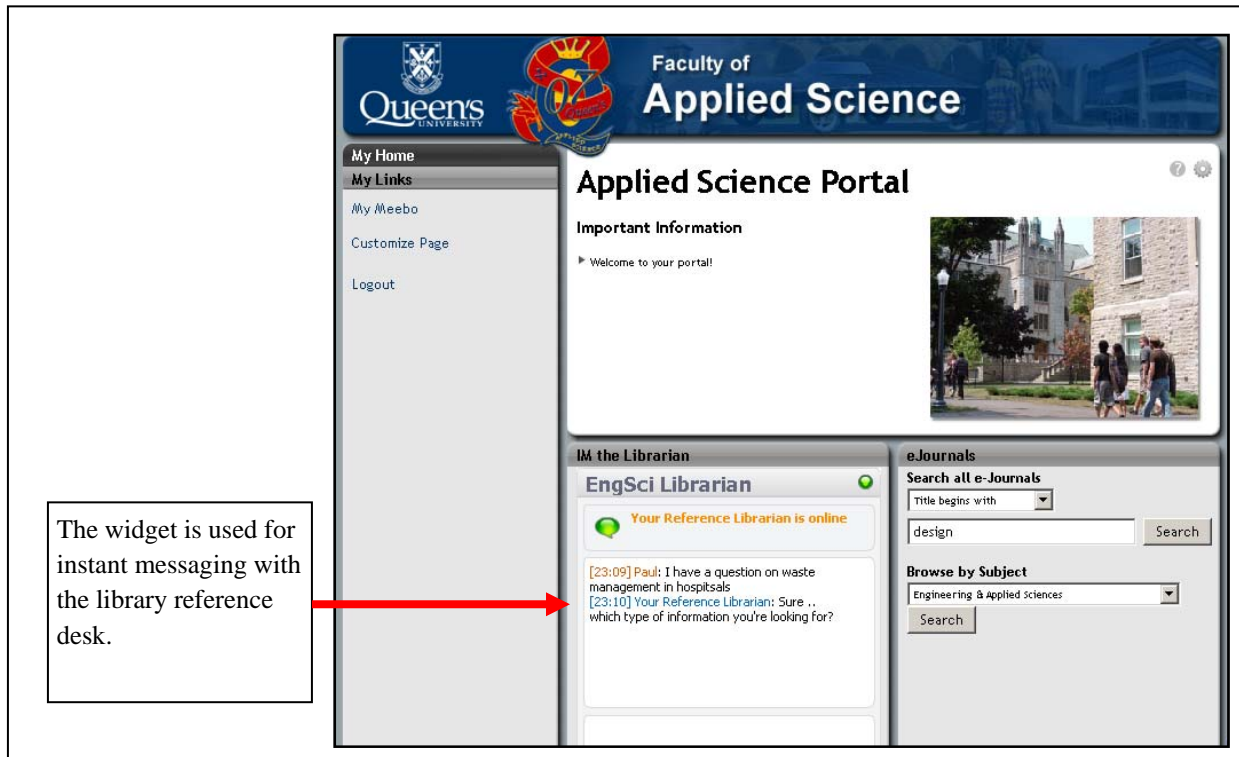 Queen's
UNIVERSITY
Faculty of
Applied Science
My Home
My Links
My Meebo
Customize Page
Logout
Applied Science Portal
Important Information
Welcome to your portal!
IM the Librarian
EngSci Librarian
Your Reference Librarian is online
[23:09] Paul: I have a question on waste
management in hospitsals
[23:10] Your Reference Librarian: Sure ..
which type of information you're looking for?
eJournals
Search all e-Journals
Title begins with
design
Search
Browse by Subject
Engineering & Applied Sciences
Search
The widget is used for
instant messaging with
the library reference
desk.